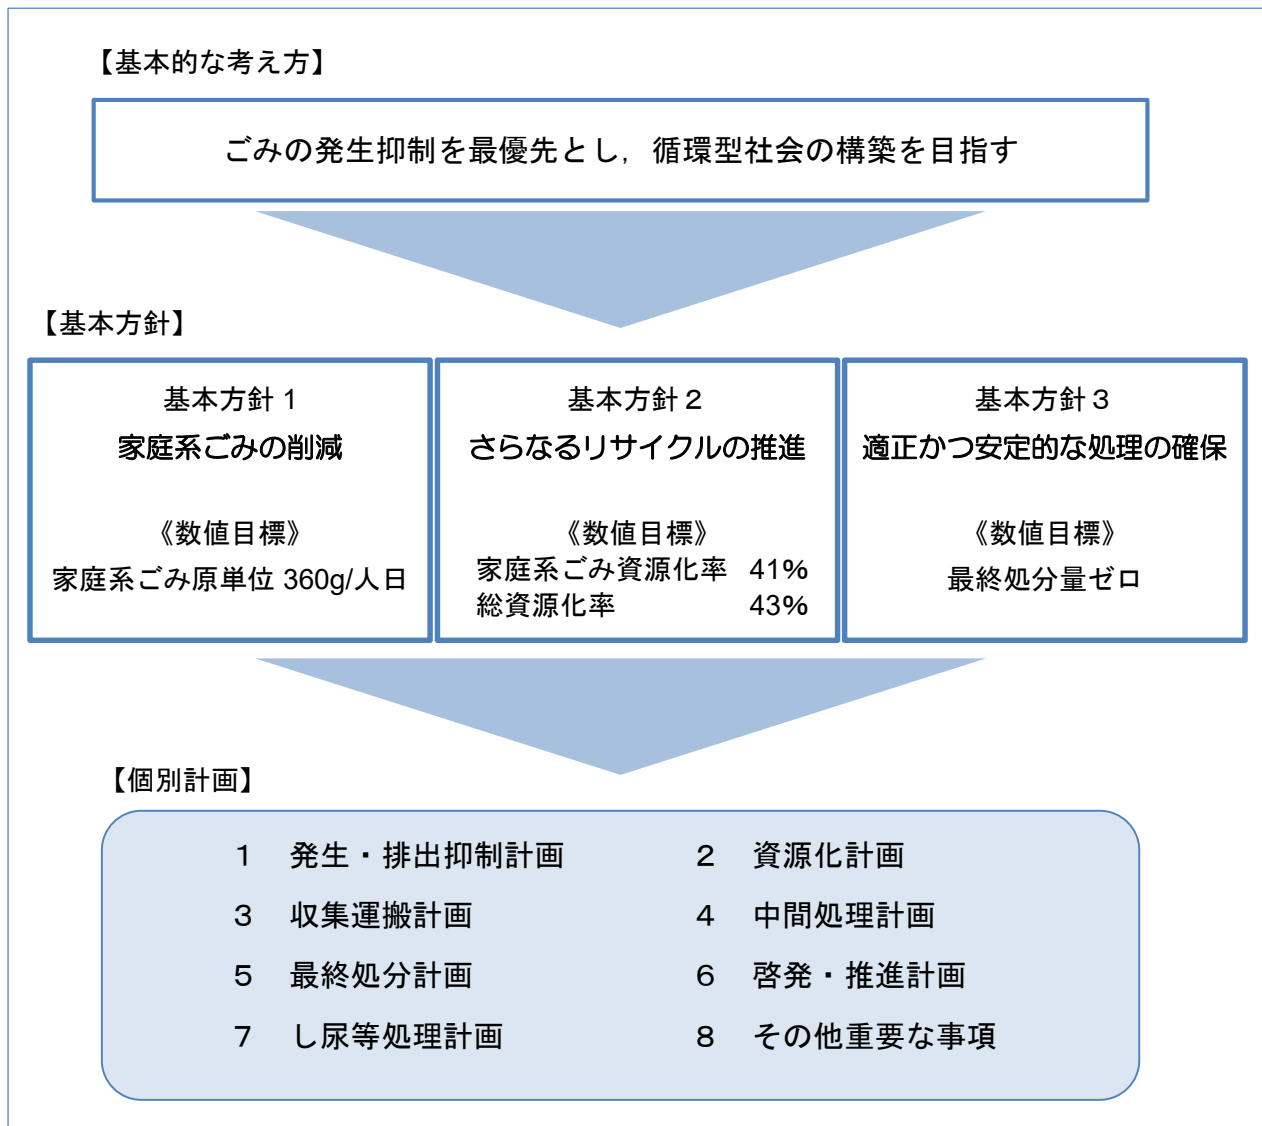 【基本的な考え方】
ごみの発生抑制を最優先とし，循環型社会の構築を目指す
【基本方針】
基本方針１
家庭系ごみの削減
《数値目標》
家庭系ごみ原単位 360g/人日
基本方針２
さらなるリサイクルの推進
《数値目標》
家庭系ごみ資源化率 41%
総資源化率 43%
基本方針３
適正かつ安定的な処理の確保
《数値目標》
最終処分量ゼロ
【個別計画】
１ 発生・排出抑制計画 ２ 資源化計画
３ 収集運搬計画 ４ 中間処理計画
５ 最終処分計画 ６ 啓発・推進計画
７ し尿等処理計画 ８ その他重要な事項